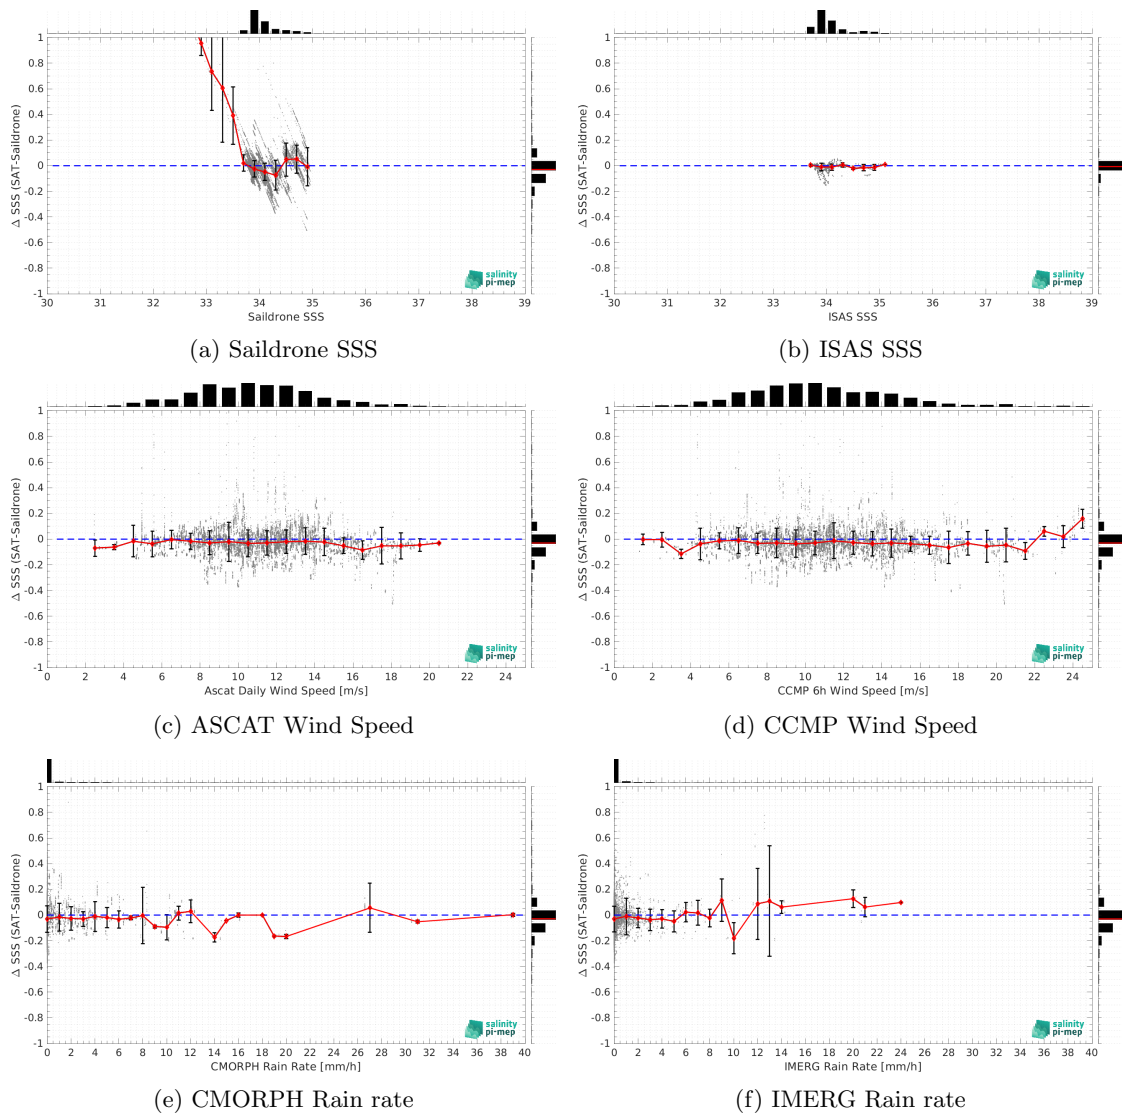 1
0.8
0.6
0.4
0.2
0
-0.2
-0.4
-0.6
-0.8
-1
Δ SSS (SAT-Saildrone)
30 31 32 33 34 35 36 37 38 39
Saildrone SSS
salinity
pi-mep
(a) Saildrone SSS
1
0.8
0.6
0.4
0.2
0
-0.2
-0.4
-0.6
-0.8
-1
Δ SSS (SAT-Saildrone)
30 31 32 33 34 35 36 37 38 39
ISAS SSS
salinity
pi-mep
(b) ISAS SSS
1
0.8
0.6
0.4
0.2
0
-0.2
-0.4
-0.6
-0.8
-1
Δ SSS (SAT-Saildrone)
0 2 4 6 8 10 12 14 16 18 20 22 24
Ascat Daily Wind Speed [m/s]
salinity
pi-mep
(c) ASCAT Wind Speed
1
0.8
0.6
0.4
0.2
0
-0.2
-0.4
-0.6
-0.8
-1
Δ SSS (SAT-Saildrone)
0 2 4 6 8 10 12 14 16 18 20 22 24
CCMP 6h Wind Speed [m/s]
salinity
pi-mep
(d) CCMP Wind Speed
1
0.8
0.6
0.4
0.2
0
-0.2
-0.4
-0.6
-0.8
-1
Δ SSS (SAT-Saildrone)
0 2 4 6 8 10 12 14 16 18 20 22 24 26 28 30 32 34 36 38 40
CMORPH Rain Rate [mm/h]
salinity
pi-mep
(e) CMORPH Rain rate
1
0.8
0.6
0.4
0.2
0
-0.2
-0.4
-0.6
-0.8
-1
Δ SSS (SAT-Saildrone)
0 2 4 6 8 10 12 14 16 18 20 22 24 26 28 30 32 34 36 38 40
IMERG Rain Rate [mm/h]
salinity
pi-mep
(f) IMERG Rain rate